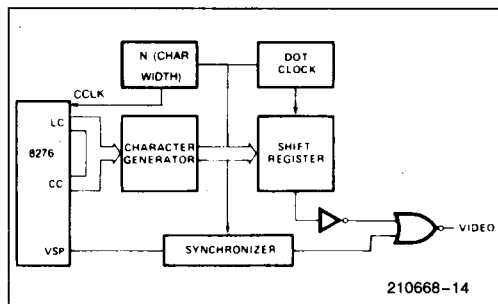 N (CHAR
WIDTH)
DOT
CLOCK
CCLK
LC
8276
CC
VSP
CHARACTER
GENERATOR
SHIFT
REGISTER
SYNCHRONIZER
VIDEO
210668-14